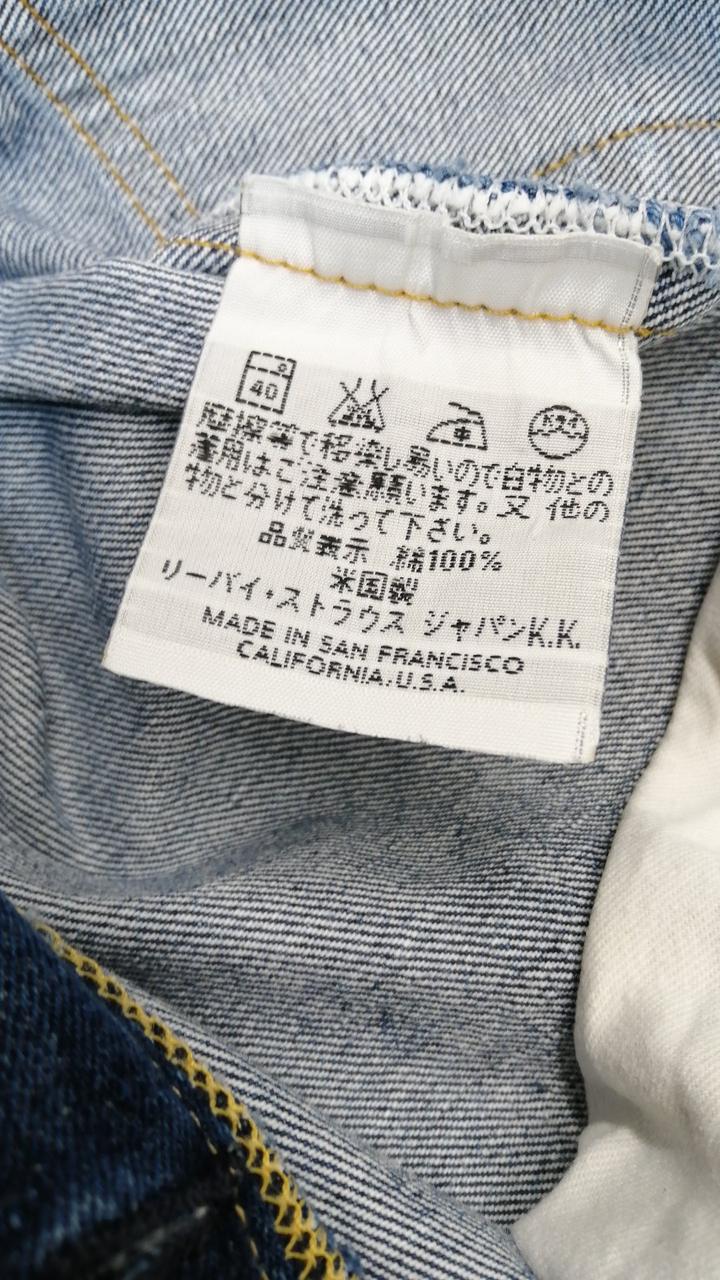 40
摩擦等で移染し易いので白物との
着用はご注意願います。又 他の
物と分けて洗って下さい。
品質表示 綿100%
米国製
リーバイ・ストラウス ジャパンK.K.
MADE IN SAN FRANCISCO
CALIFORNIA.U.S.A.